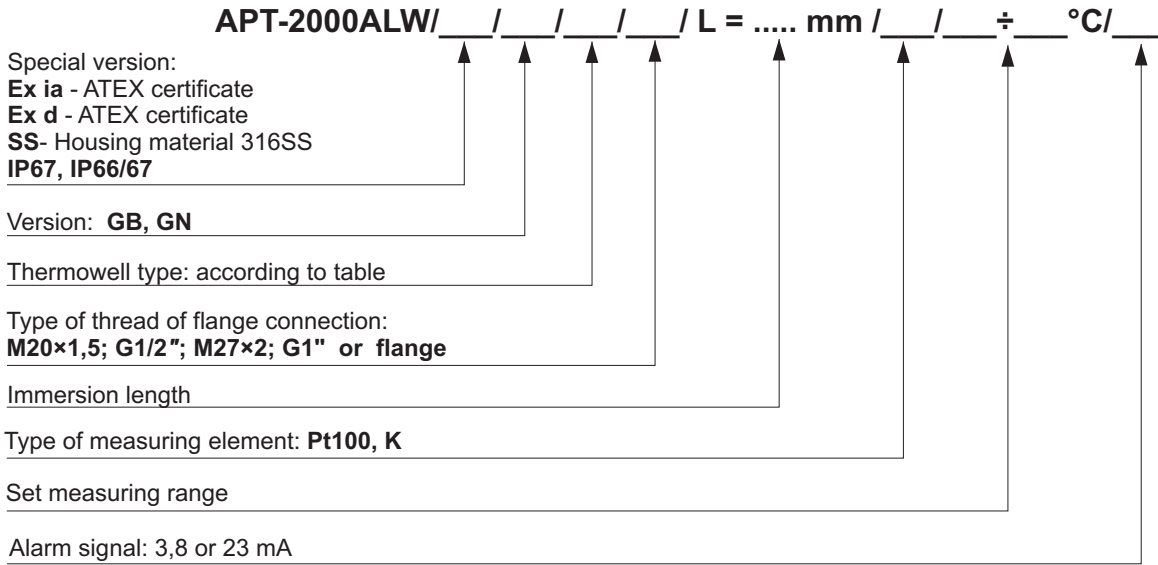 APT-2000ALW/___/___/___/___/ L = ..... mm /___/___÷___°C/___
Special version:
Ex ia - ATEX certificate
Ex d - ATEX certificate
SS- Housing material 316SS
IP67, IP66/67
Version: GB, GN
Thermowell type: according to table
Type of thread of flange connection:
M20×1,5; G1/2"; M27×2; G1" or flange
Immersion length
Type of measuring element: Pt100, K
Set measuring range
Alarm signal: 3,8 or 23 mA